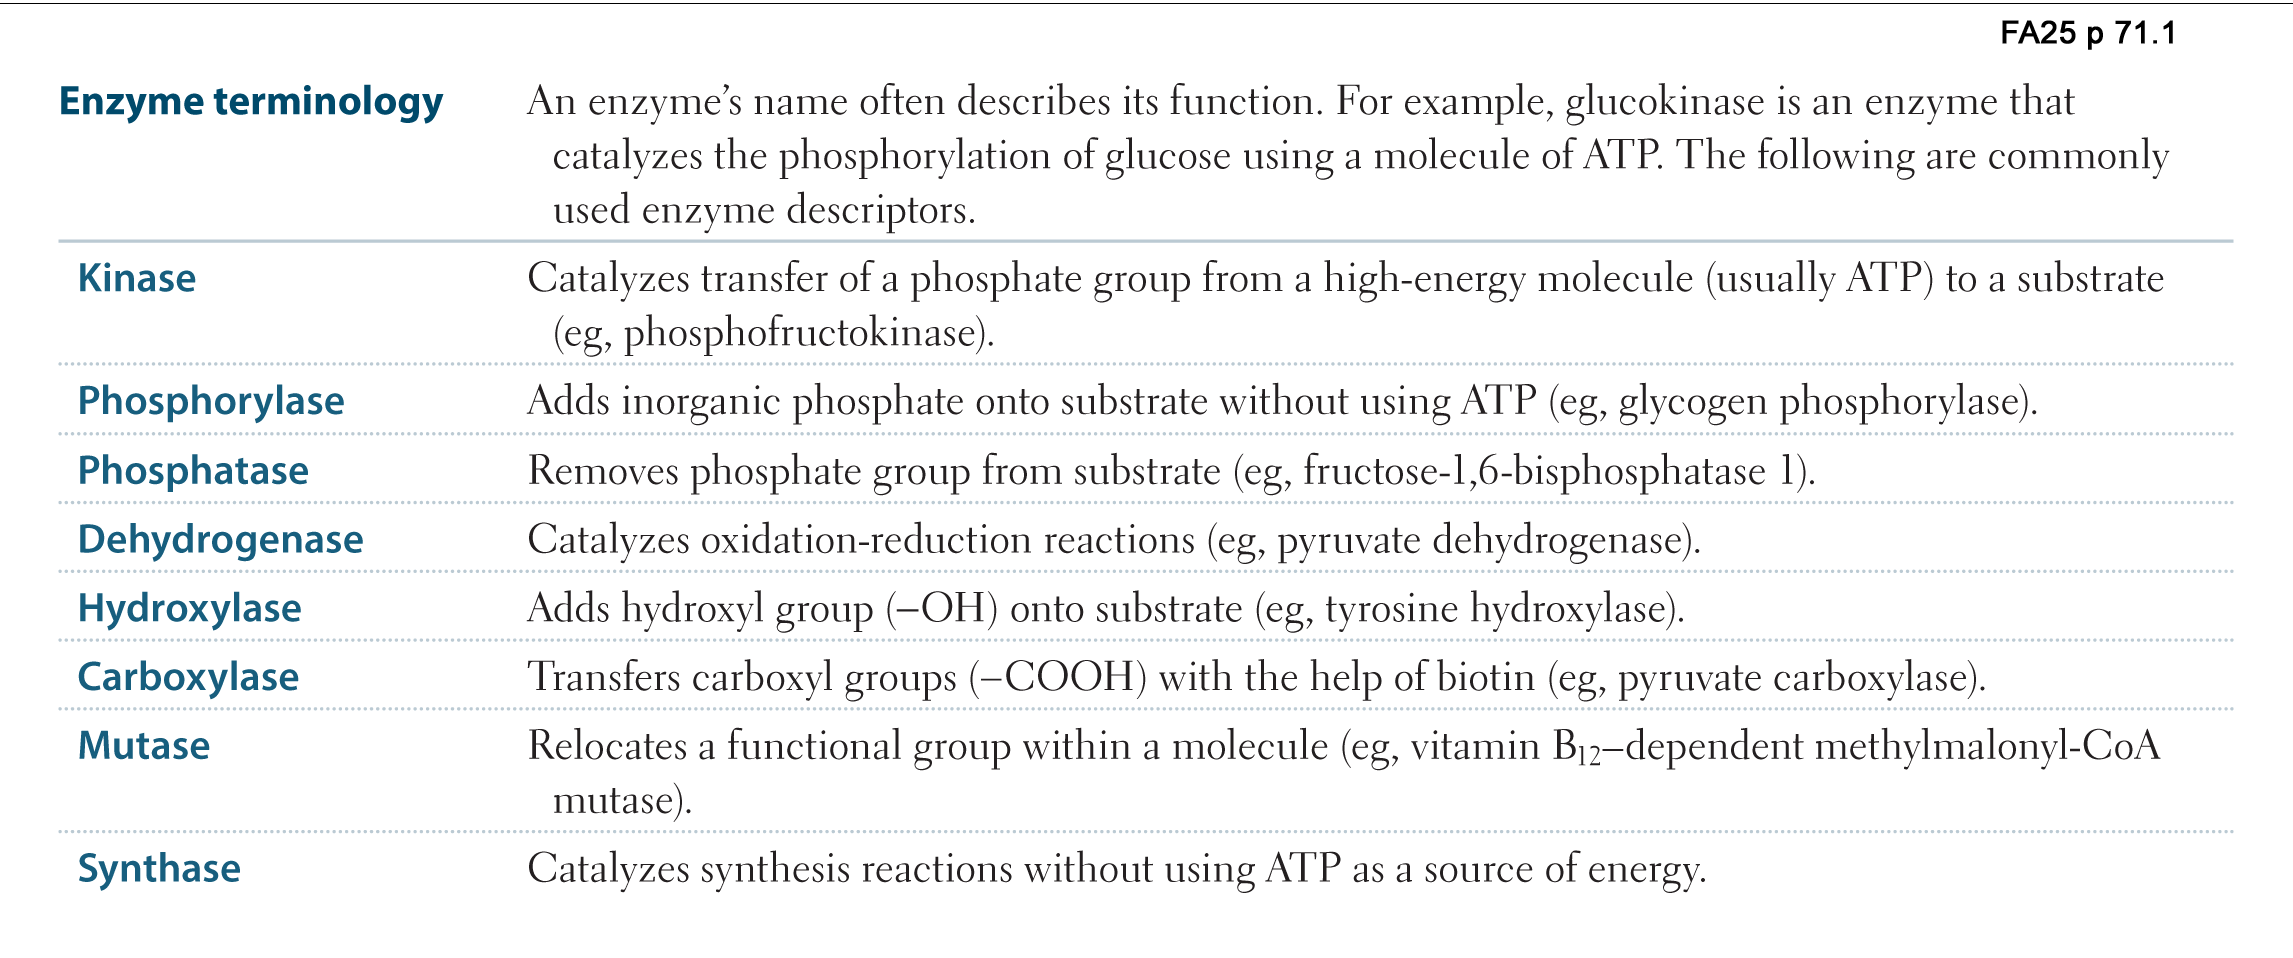 FA25 p 71.1
Enzyme terminology An enzyme’s name often describes its function. For example, glucokinase is an enzyme that
catalyzes the phosphorylation of glucose using a molecule of ATP. The following are commonly
used enzyme descriptors.
Kinase Catalyzes transfer of a phosphate group from a high-energy molecule (usually ATP) to a substrate
(eg, phosphofructokinase).
Phosphorylase Adds inorganic phosphate onto substrate without using ATP (eg, glycogen phosphorylase).
Phosphatase Removes phosphate group from substrate (eg, fructose-1,6-bisphosphatase 1).
Dehydrogenase Catalyzes oxidation-reduction reactions (eg, pyruvate dehydrogenase).
Hydroxylase Adds hydroxyl group (–OH) onto substrate (eg, tyrosine hydroxylase).
Carboxylase Transfers carboxyl groups (–COOH) with the help of biotin (eg, pyruvate carboxylase).
Mutase Relocates a functional group within a molecule (eg, vitamin B12–dependent methylmalonyl-CoA
mutase).
Synthase Catalyzes synthesis reactions without using ATP as a source of energy.